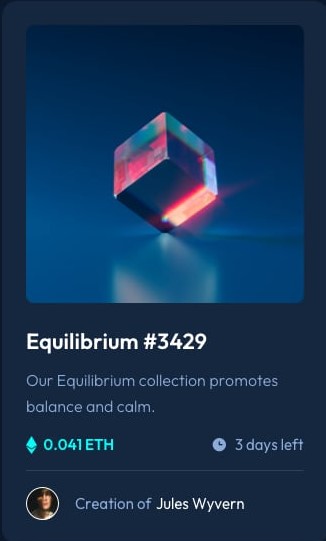 Equilibrium #3429
Our Equilibrium collection promotes
balance and calm.
0.041 ETH 3 days left
Creation of Jules Wyvern